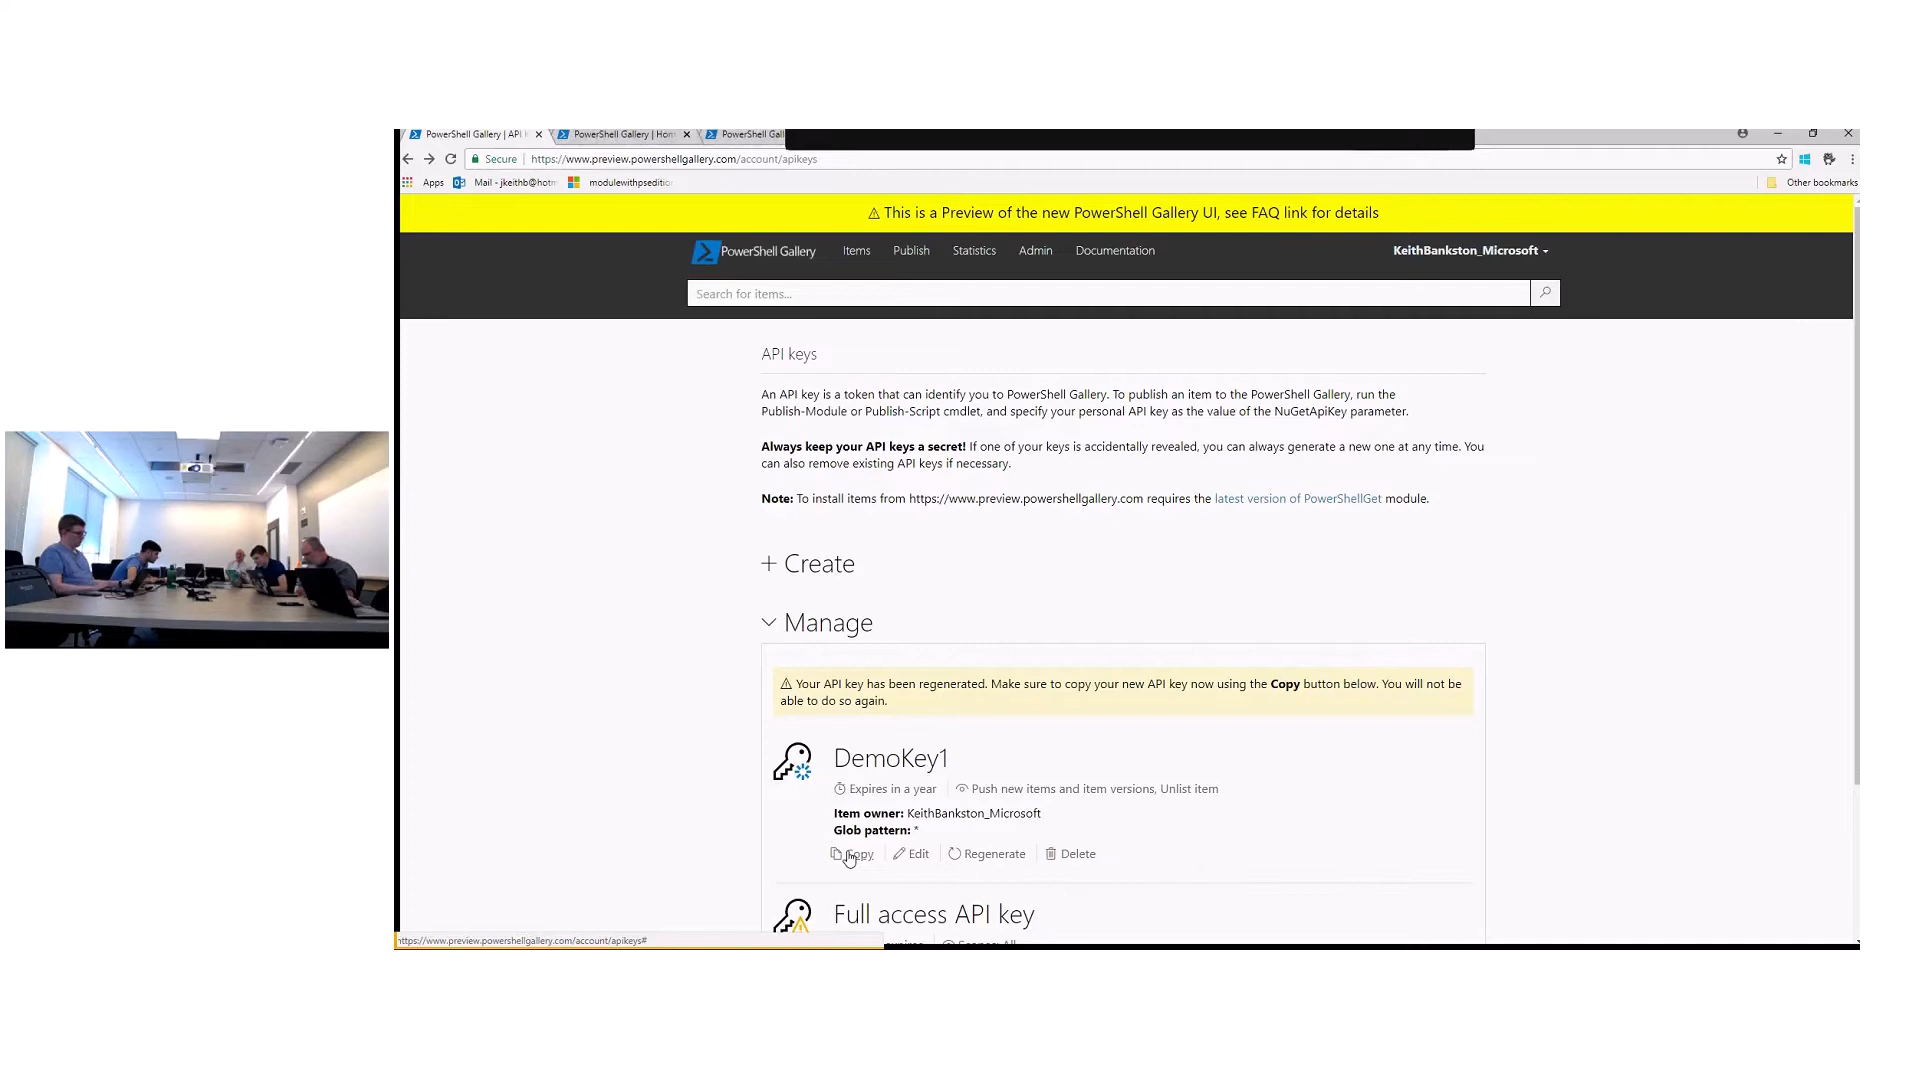 PowerShell Gallery | API
PowerShell Gallery | Hom
PowerShell Gall
Secure
https://www.preview.powershellgallery.com/account/apikeys
Apps
Mail - jkeithb@hotm
modulewithpsedition
Other bookmarks
This is a Preview of the new PowerShell Gallery UI, see FAQ link for details
PowerShell Gallery
Items
Publish
Statistics
Admin
Documentation
KeithBankston_Microsoft
Search for items...
API keys
An API key is a token that can identify you to PowerShell Gallery. To publish an item to the PowerShell Gallery, run the
Publish-Module or Publish-Script cmdlet, and specify your personal API key as the value of the NuGetApiKey parameter.
Always keep your API keys a secret! If one of your keys is accidentally revealed, you can always generate a new one at any time. You
can also remove existing API keys if necessary.
Note: To install items from https://www.preview.powershellgallery.com requires the latest version of PowerShellGet module.
+ Create
Manage
Your API key has been regenerated. Make sure to copy your new API key now using the Copy button below. You will not be
able to do so again.
DemoKey1
Expires in a year
Push new items and item versions, Unlist item
Item owner: KeithBankston_Microsoft
Glob pattern: *
Copy
Edit
Regenerate
Delete
Full access API key
https://www.preview.powershellgallery.com/account/apikeys#